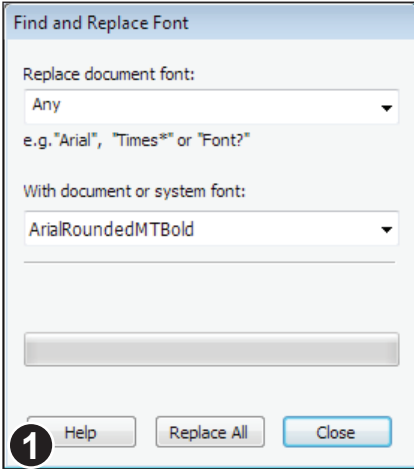 Find and Replace Font
Replace document font:
Any
e.g."Arial", "Times*" or "Font?"
With document or system font:
ArialRoundedMTBold
1 Help Replace All Close